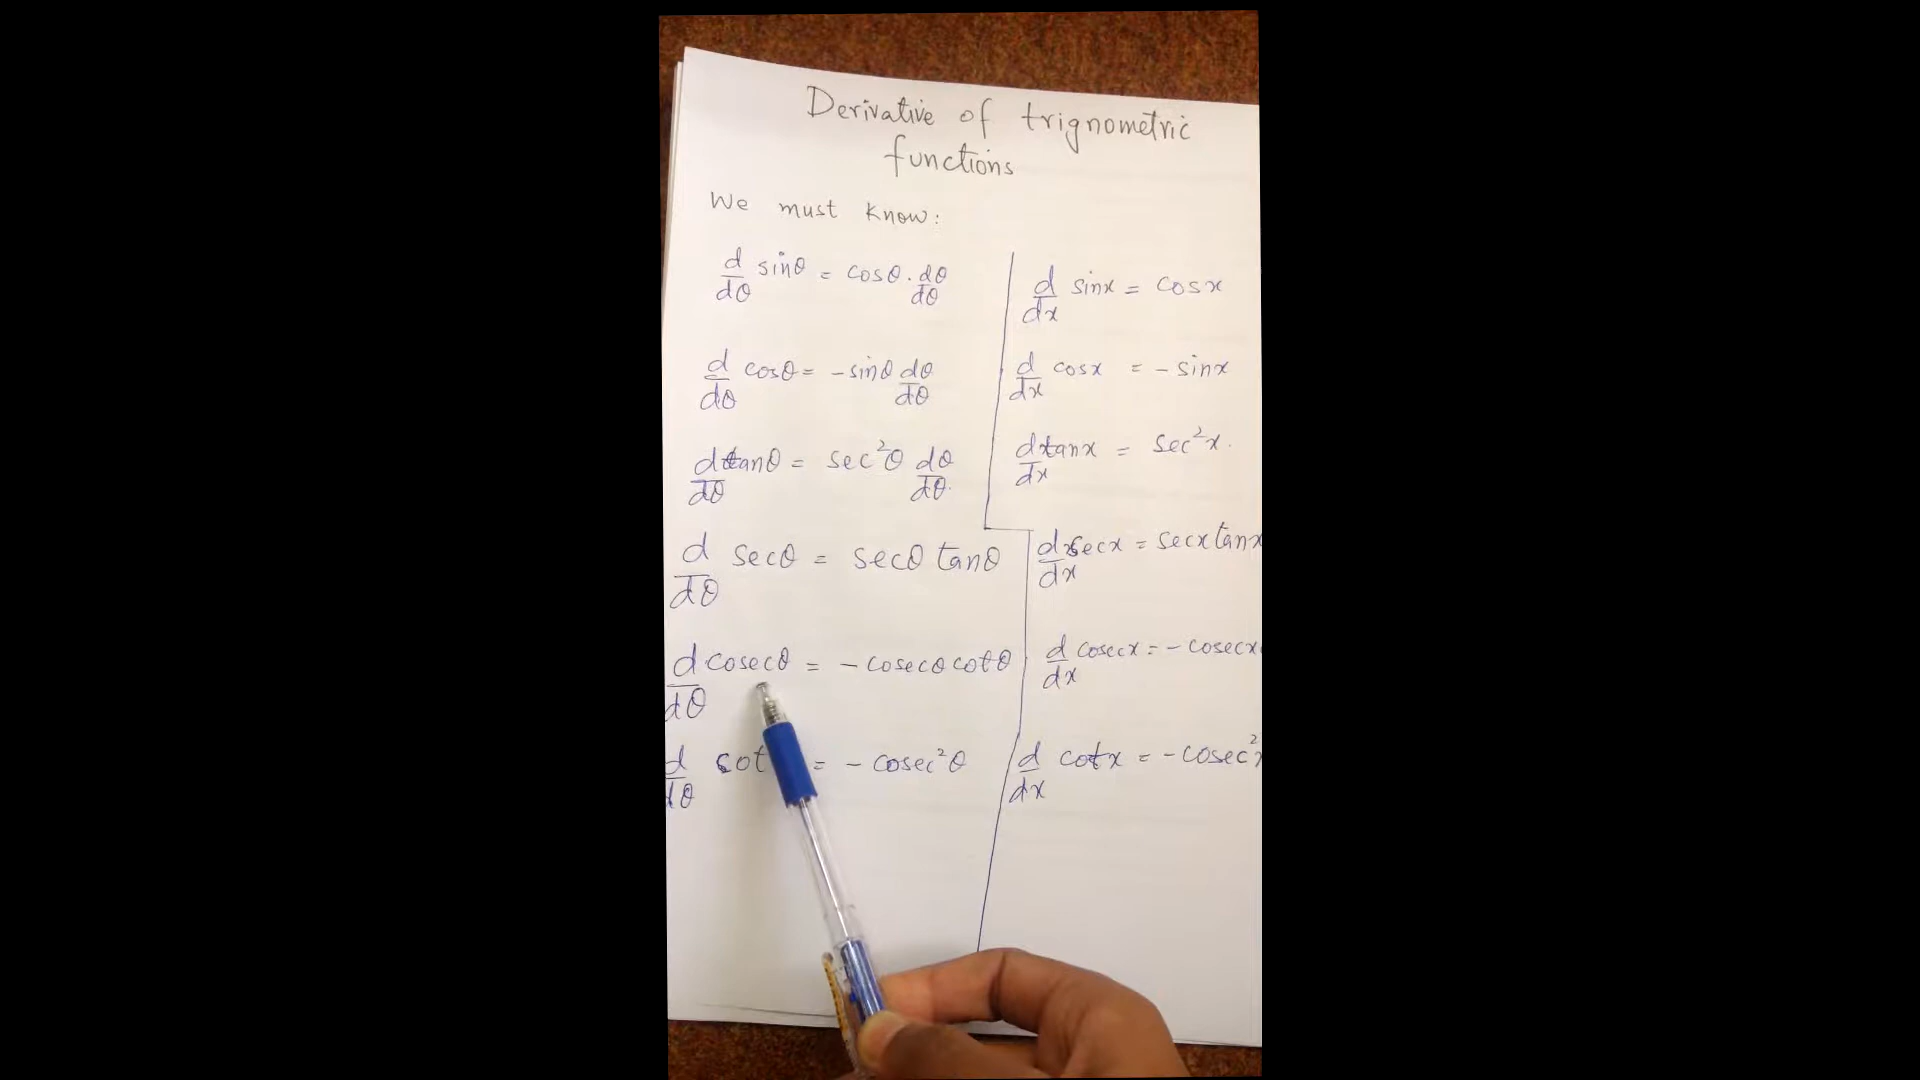 Derivative of trignometric
functions
We must know:
d/dθ sinθ = cosθ . dθ/dθ
d/dθ cosθ = - sinθ dθ/dθ
d/dθ tanθ = sec²θ dθ/dθ.
d/dθ secθ = secθ tanθ
d/dθ cosecθ = - cosecθ cotθ
d/dθ cot = - cosec²θ
d/dx sinx = cosx
d/dx cosx = - sinx
d/dx tanx = sec²x.
d/dx secx = secx tanx
d/dx cosecx = - cosecx
d/dx cotx = - cosec²x